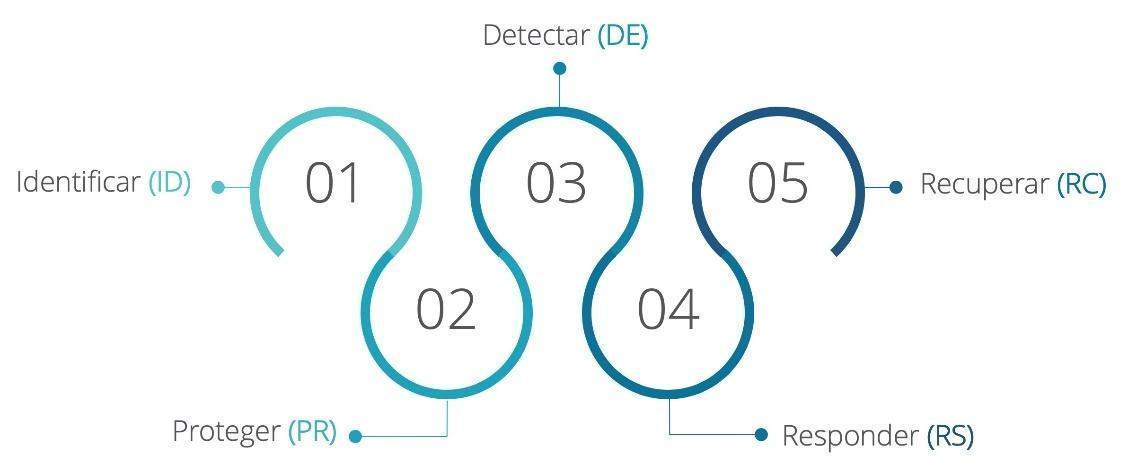 Detectar (DE)
01
03
05
Identificar (ID)
Recuperar (RC)
02
04
Proteger (PR)
Responder (RS)